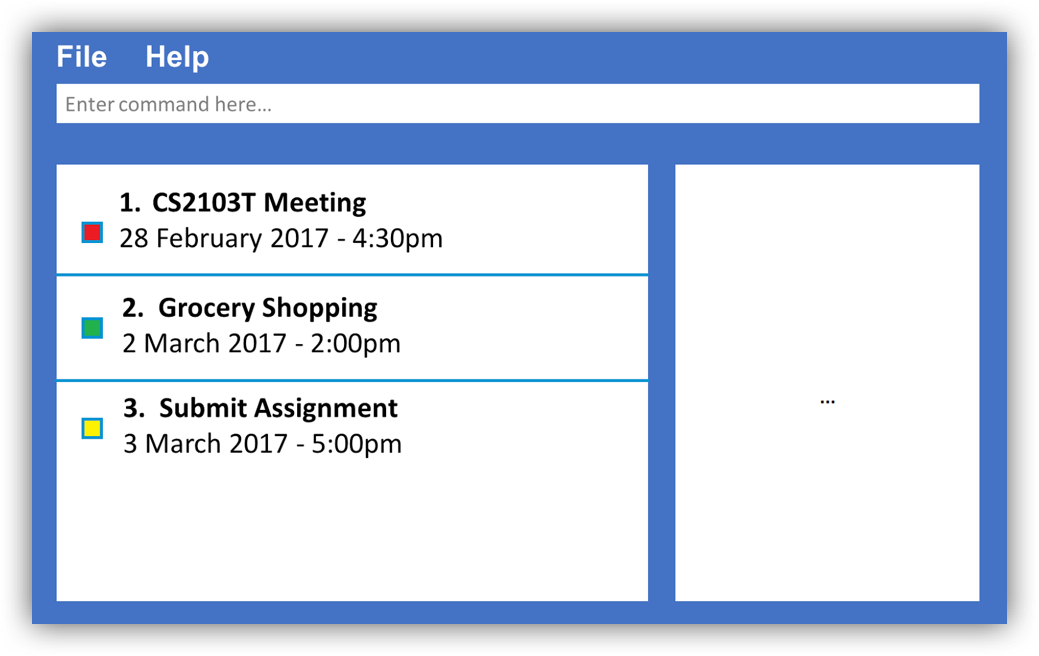 File Help
Enter command here...
1. CS2103T Meeting
28 February 2017 - 4:30pm
2. Grocery Shopping
2 March 2017 - 2:00pm
3. Submit Assignment
3 March 2017 - 5:00pm
...